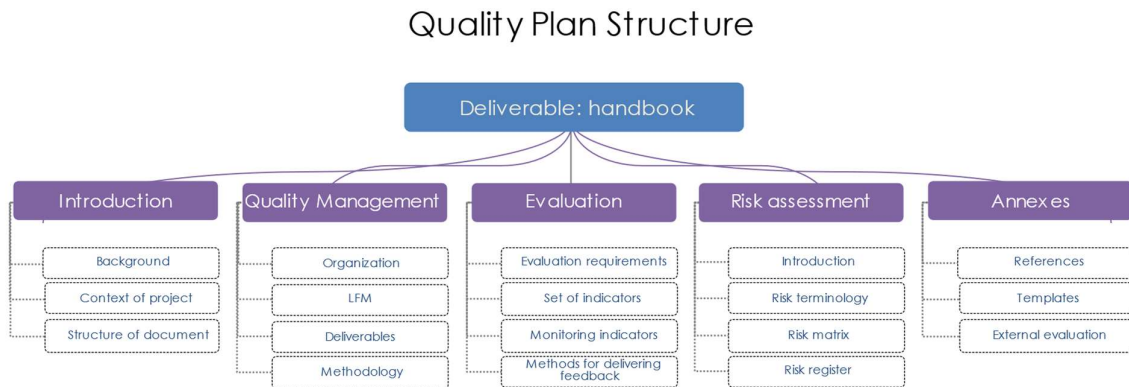 Quality Plan Structure
Deliverable: handbook
Introduction
Background
Context of project
Structure of document
Quality Management
Organization
LFM
Deliverables
Methodology
Evaluation
Evaluation requirements
Set of indicators
Monitoring indicators
Methods for delivering
feedback
Risk assessment
Introduction
Risk terminology
Risk matrix
Risk register
Annexes
References
Templates
External evaluation